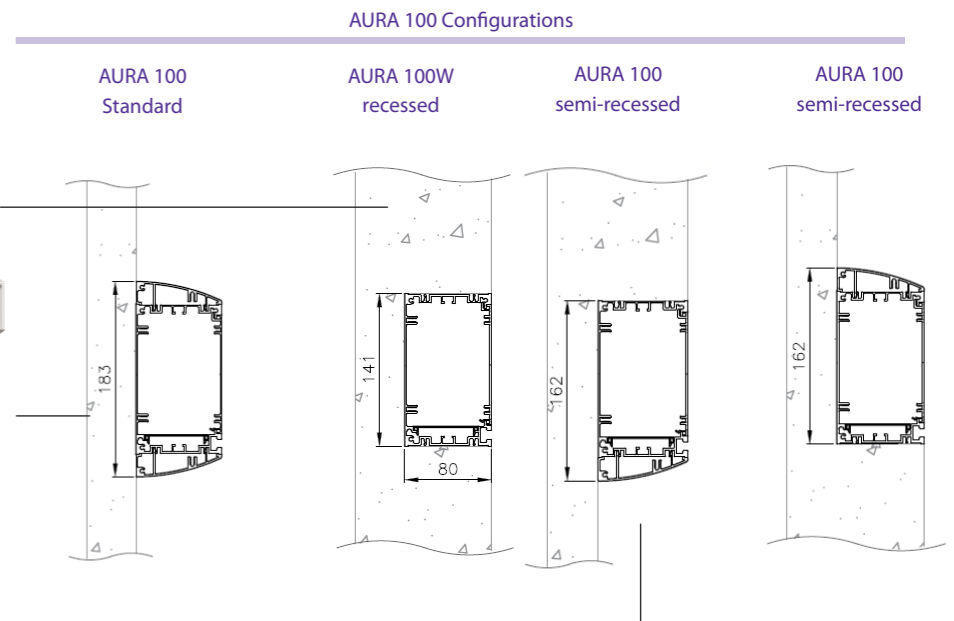 AURA 100 Configurations
AURA 100
Standard
AURA 100W
recessed
AURA 100
semi-recessed
AURA 100
semi-recessed
183
141
80
162
162